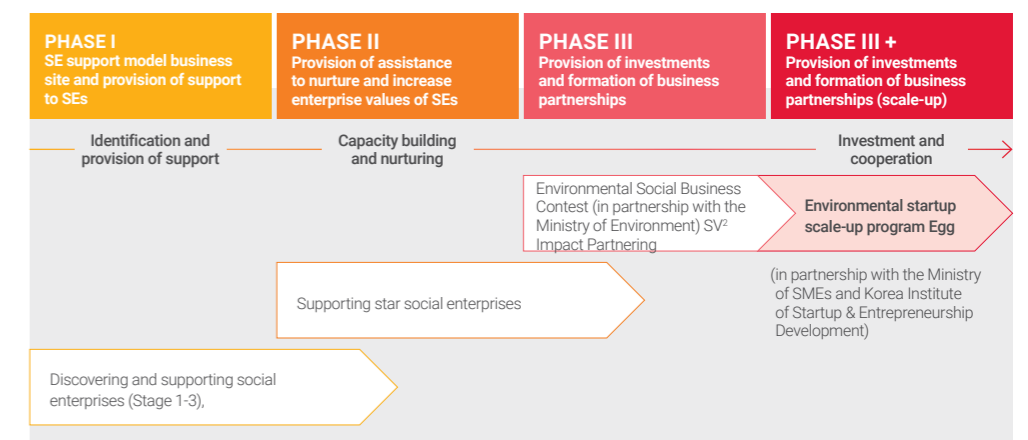 PHASE I
SE support model business
site and provision of support
to SEs
PHASE II
Provision of assistance
to nurture and increase
enterprise values of SEs
PHASE III
Provision of investments
and formation of business
partnerships
PHASE III +
Provision of investments
and formation of business
partnerships (scale-up)
Identification and
provision of support
Capacity building
and nurturing
Investment and
cooperation
Environmental Social Business
Contest (in partnership with the
Ministry of Environment) SV²
Impact Partnering
Environmental startup
scale-up program Egg
(in partnership with the Ministry
of SMEs and Korea Institute
of Startup & Entrepreneurship
Development)
Supporting star social enterprises
Discovering and supporting social
enterprises (Stage 1-3),